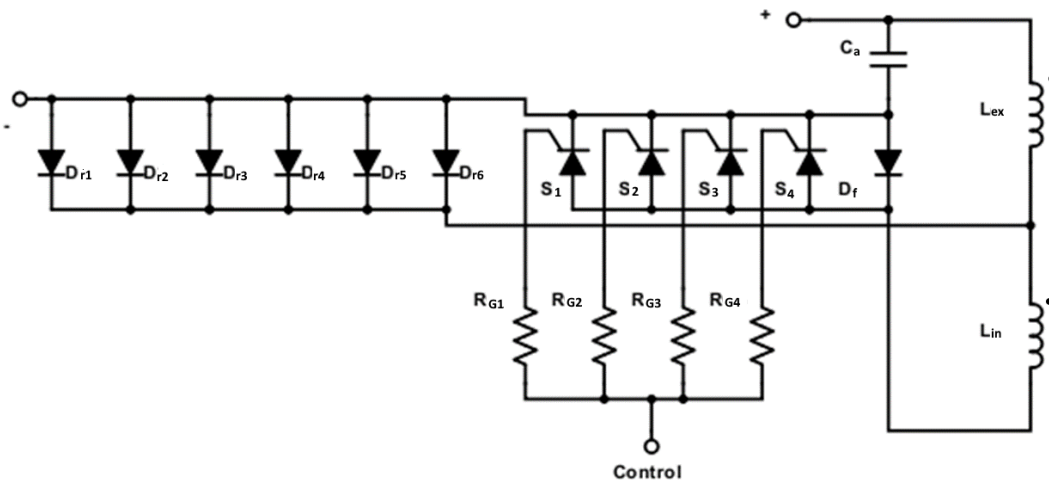 +
Ca
Lex
-
Dr1
Dr2
Dr3
Dr4
Dr5
Dr6
S1
S2
S3
S4
Df
RG1
RG2
RG3
RG4
Lin
Control